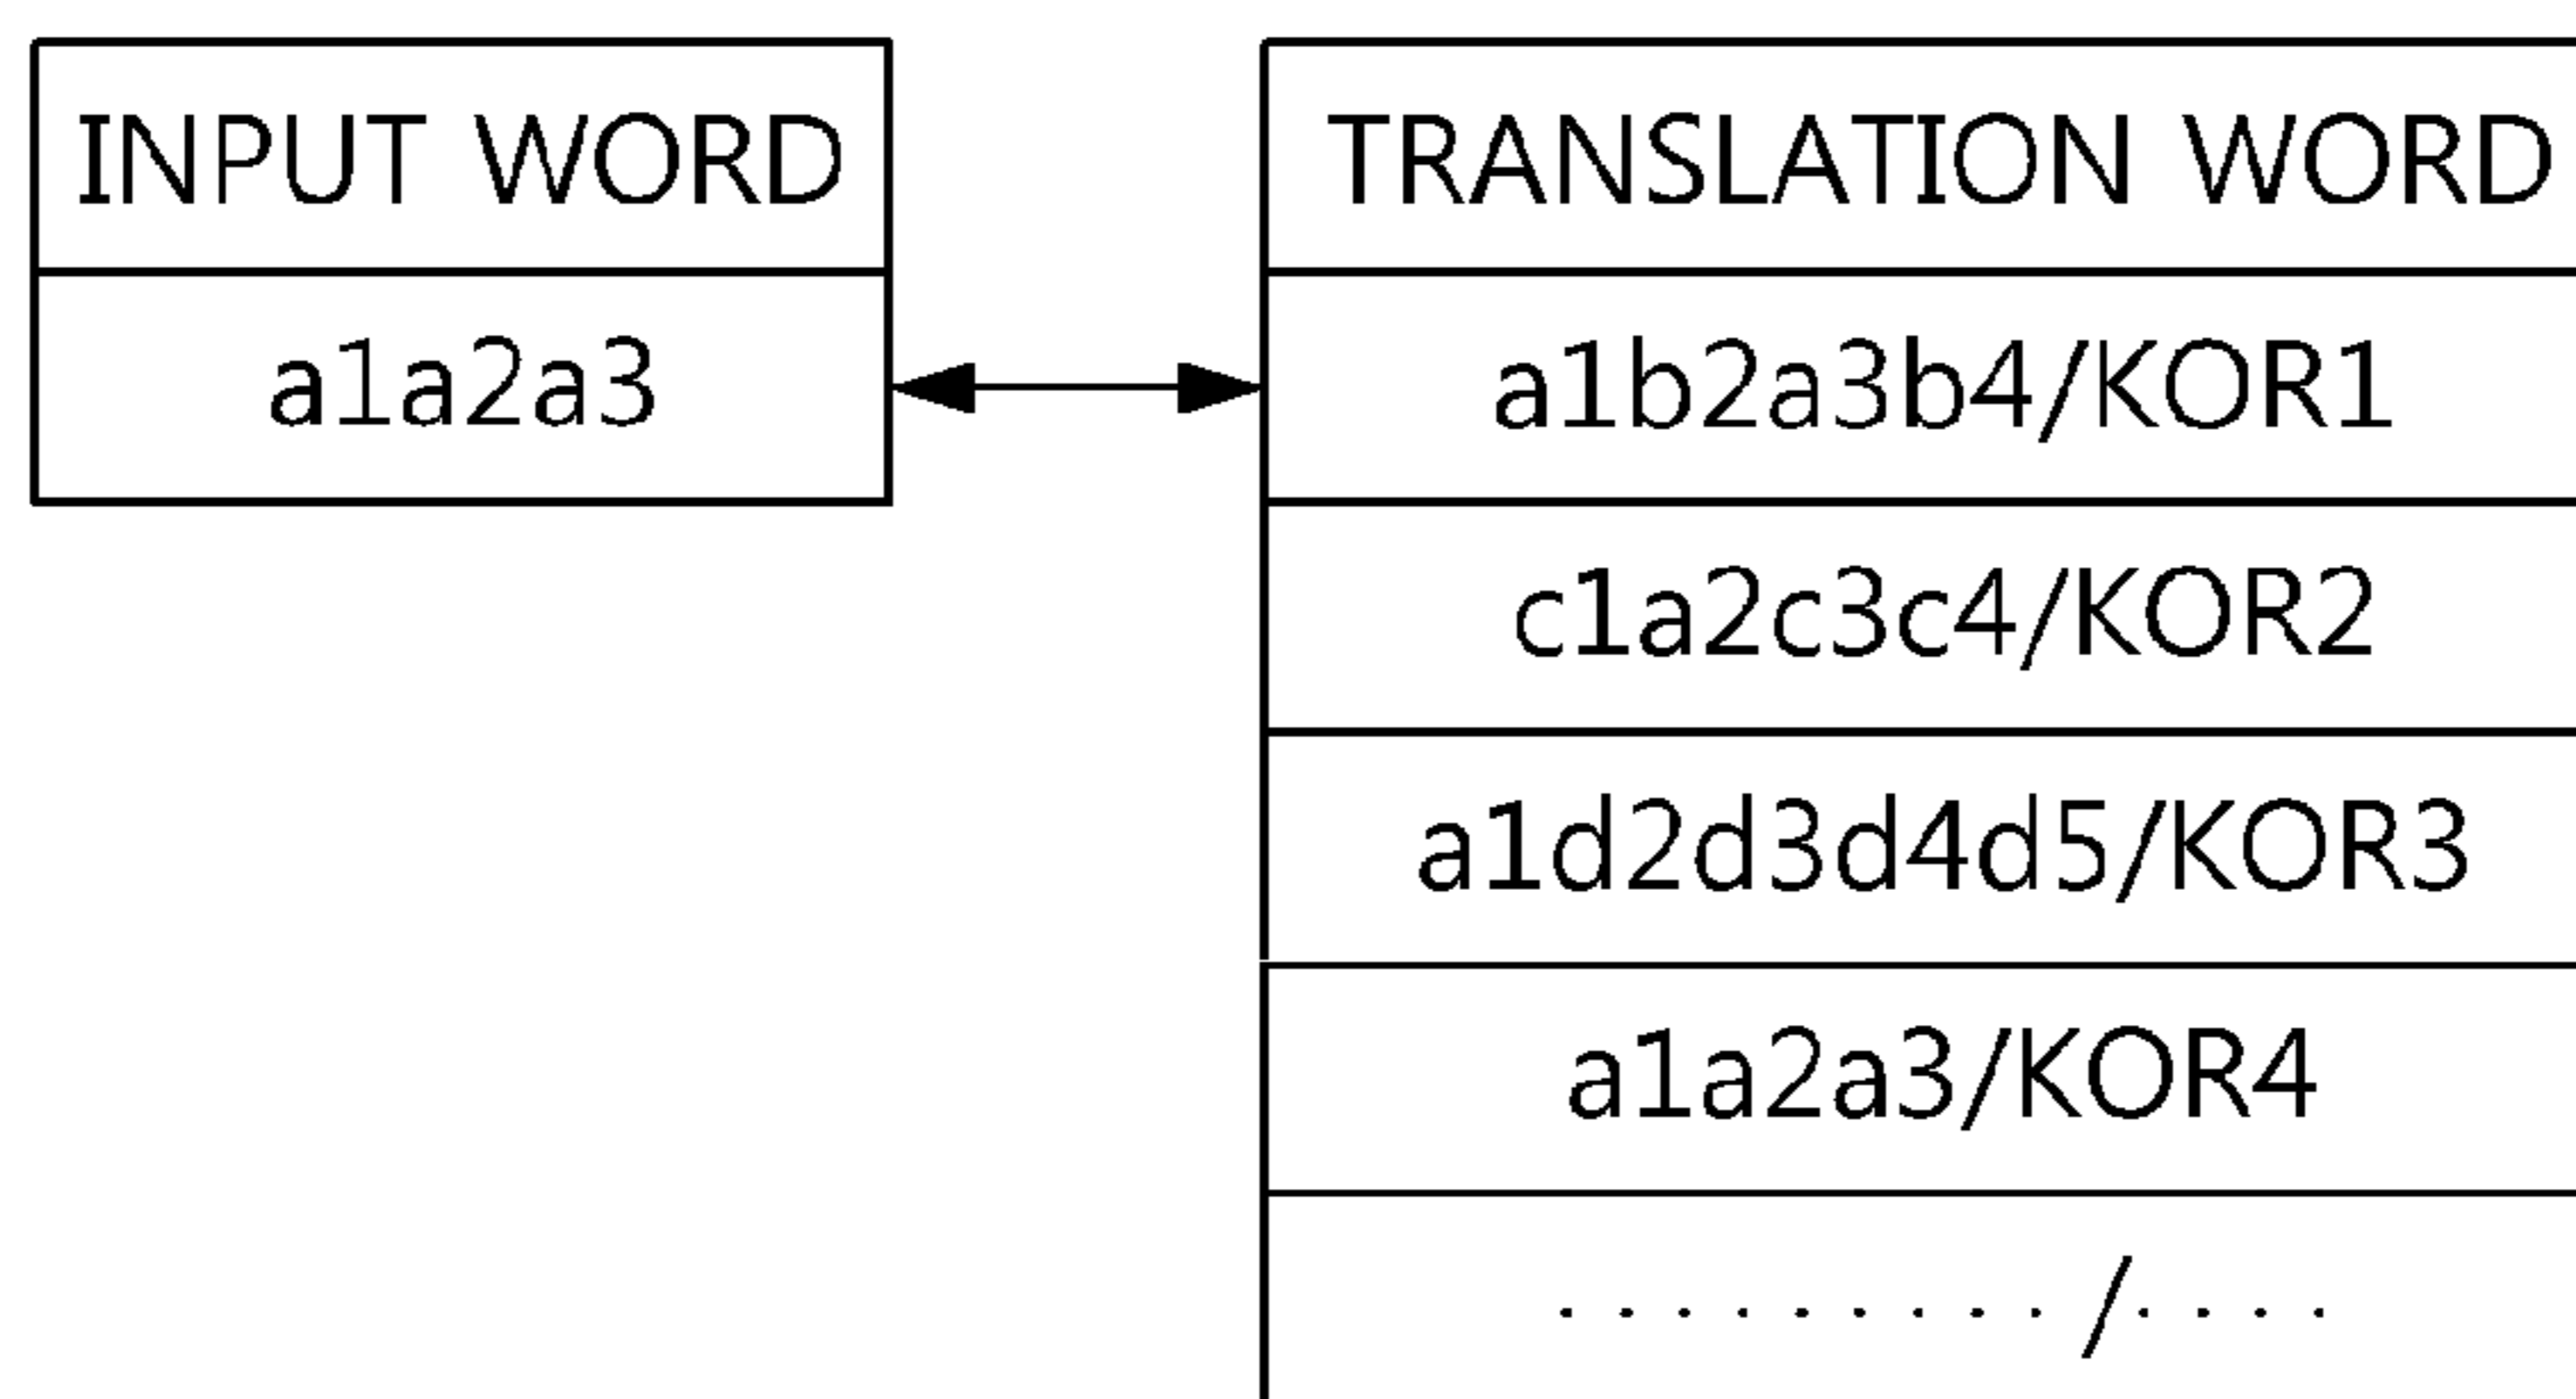 INPUT WORD
a1a2a3
TRANSLATION WORD
a1b2a3b4/KOR1
c1a2c3c4/KOR2
a1d2d3d4d5/KOR3
a1a2a3/KOR4
·········/····